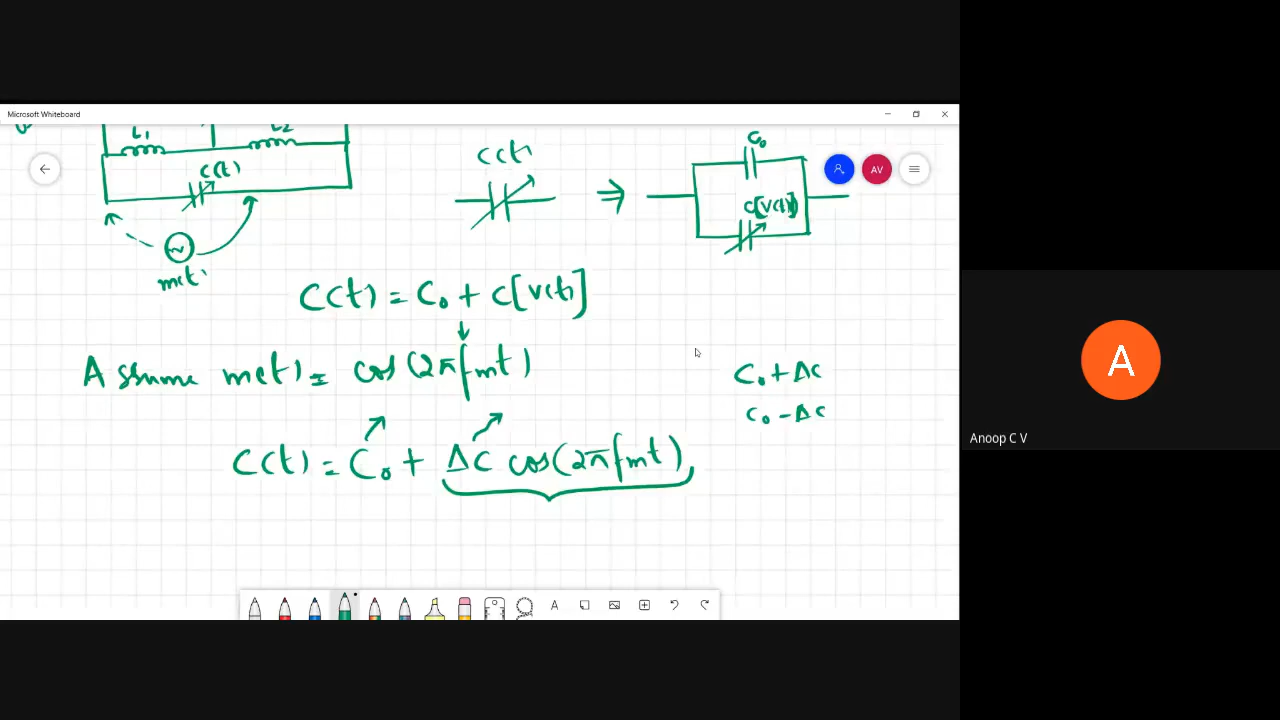 Microsoft Whiteboard
L1 L2
C(t)
m(t)
C(t)
C0
C[V(t)]
AV
C(t) = C0 + C[V(t)]
Assume m(t) = cos(2πfmt)
C0 + ΔC
C0 - ΔC
C(t) = C0 + ΔC cos(2πfmt),
A
A
Anoop C V